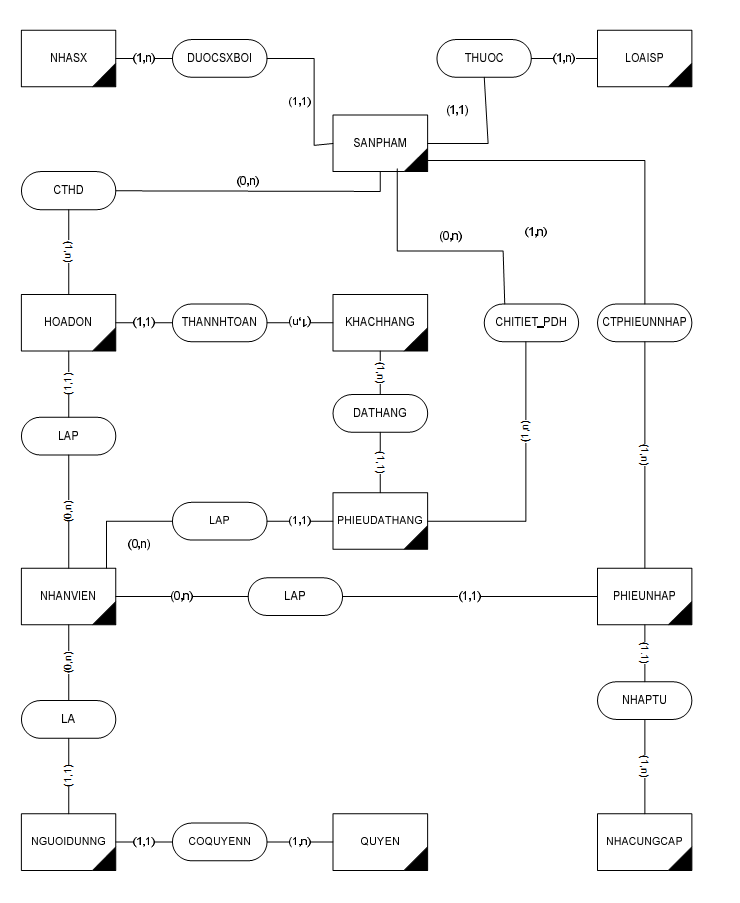 NHASX (1,n) DUOCSXBOI
THUOC (1,n) LOAISP
(1,1)
(1,1)
SANPHAM
CTHD (0,n)
(1,n)
(0,n) (1,n)
HOADON (1,1) THANNHTOAN (1,n) KHACHHANG
CHITIET_PDH CTPHIEUNNHAP
(1,1) (1,n)
DATHANG
LAP (1,n) (1,n)
(1,1)
(0,n) LAP (1,1) PHIEUDATHANG
(0,n)
NHANVIEN (0,n) LAP (1,1) PHIEUNHAP
(0,n) (1,1)
LA NHAPTU
(1,1) (1,n)
NGUOIDUNNG (1,1) COQUYENN (1,n) QUYEN NHACUNGCAP